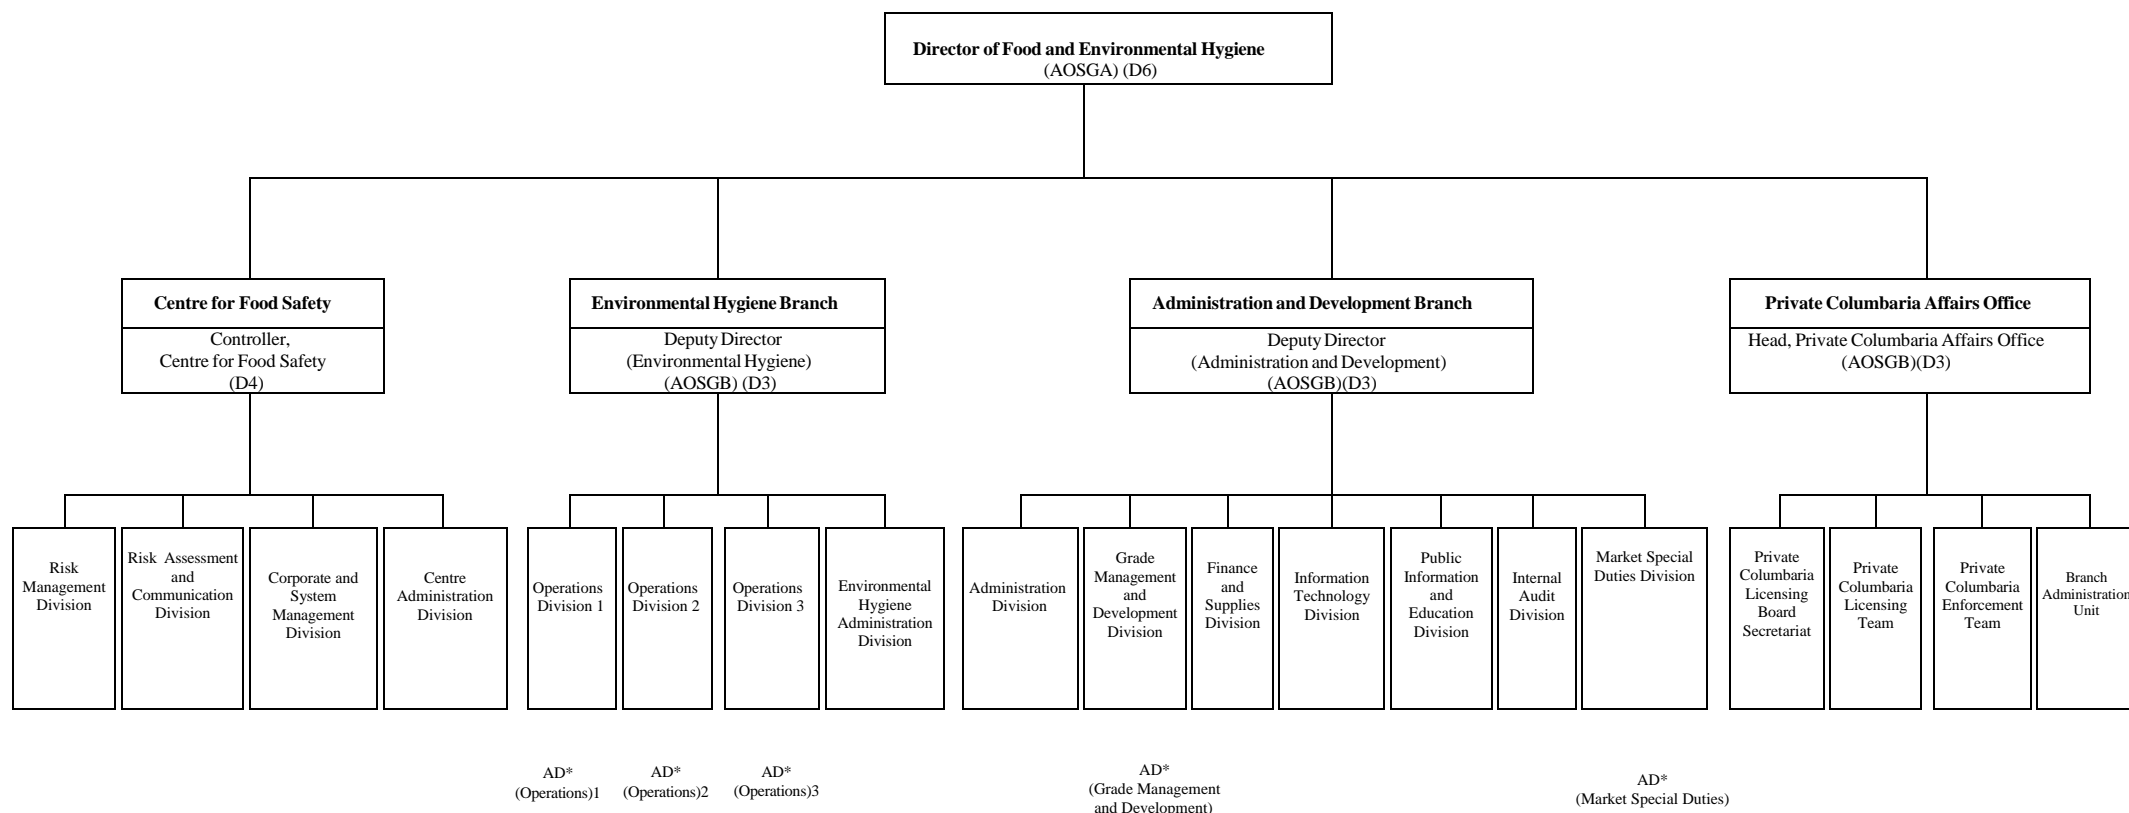 Director of Food and Environmental Hygiene
(AOSGA) (D6)
Centre for Food Safety
Controller,
Centre for Food Safety
(D4)
Environmental Hygiene Branch
Deputy Director
(Environmental Hygiene)
(AOSGB) (D3)
Administration and Development Branch
Deputy Director
(Administration and Development)
(AOSGB)(D3)
Private Columbaria Affairs Office
Head, Private Columbaria Affairs Office
(AOSGB)(D3)
Risk
Management
Division
Risk Assessment
and
Communication
Division
Corporate and
System
Management
Division
Centre
Administration
Division
Operations
Division 1
Operations
Division 2
Operations
Division 3
Environmental
Hygiene
Administration
Division
Administration
Division
Grade
Management
and
Development
Division
Finance
and
Supplies
Division
Information
Technology
Division
Public
Information
and
Education
Division
Internal
Audit
Division
Market Special
Duties Division
Private
Columbaria
Licensing
Board
Secretariat
Private
Columbaria
Licensing
Team
Private
Columbaria
Enforcement
Team
Branch
Administration
Unit
AD*
(Operations)1
AD*
(Operations)2
AD*
(Operations)3
AD*
(Grade Management
and Development)
AD*
(Market Special Duties)